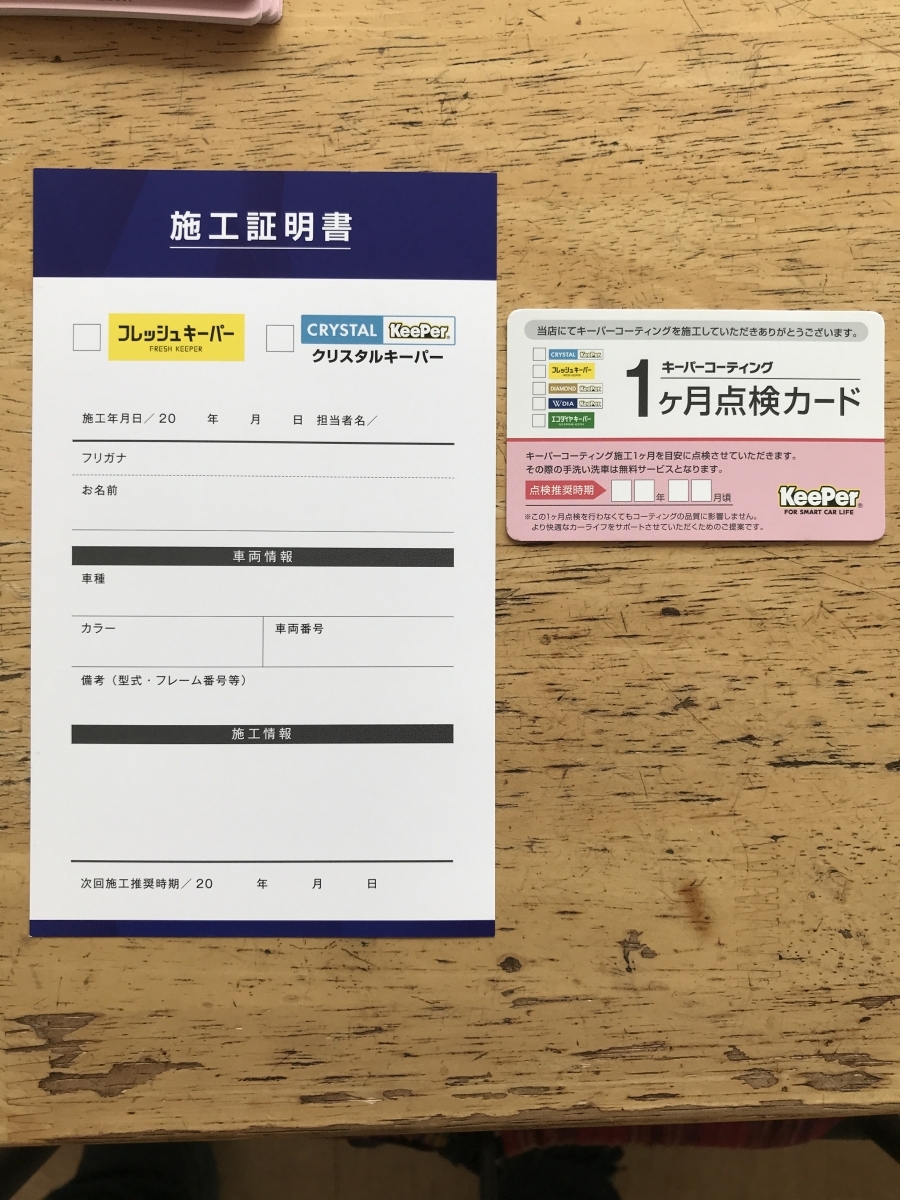 施工証明書
フレッシュキーパー
FRESH KEEPER
CRYSTAL KeePer
クリスタルキーパー
施工年月日／20 年 月 日 担当者名／
フリガナ
お名前
車両情報
車種
カラー 車両番号
備考（型式・フレーム番号等）
施工情報
次回施工推奨時期／20 年 月 日
当店にてキーパーコーティングを施工していただきありがとうございます。
CRYSTAL KeePer
フレッシュキーパー
DIAMOND KeePer
W DIA KeePer
エコダイヤキーパー
キーパーコーティング
1ヶ月点検カード
キーパーコーティング施工1ヶ月を目安に点検させていただきます。
その際の手洗い洗車は無料サービスとなります。
点検推奨時期 年 月頃
KeePer
FOR SMART CAR LIFE
※この1ヶ月点検を行わなくてもコーティングの品質に影響しません。
より快適なカーライフをサポートさせていただくためのご提案です。